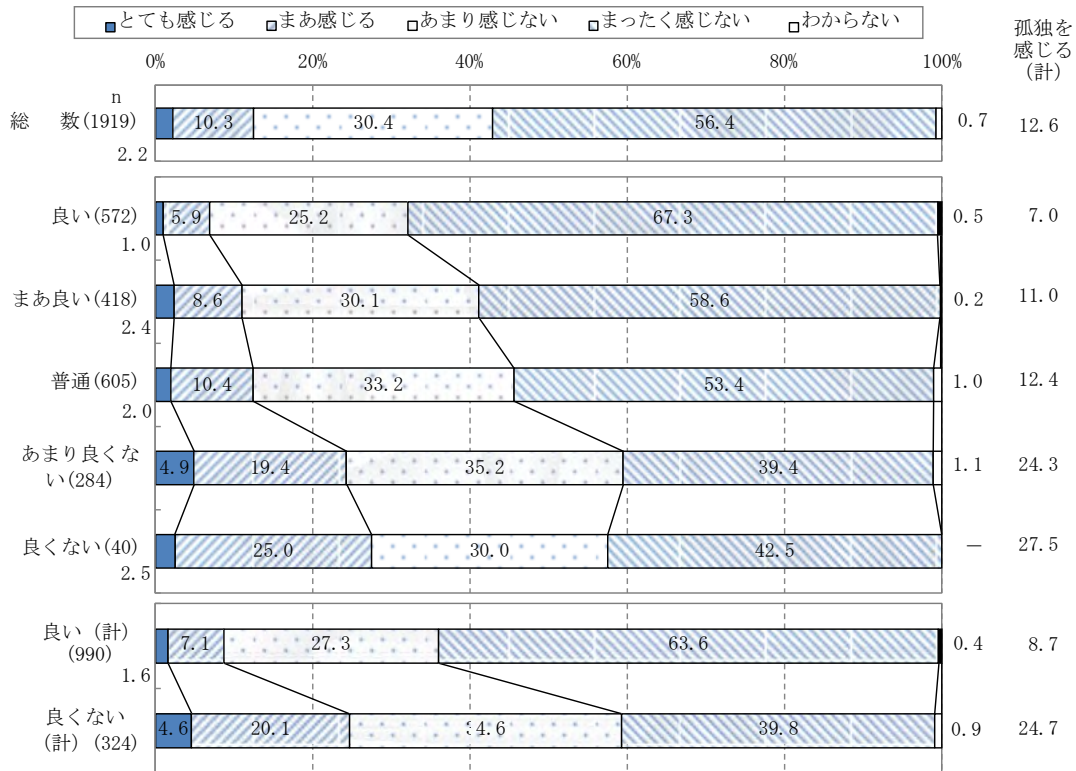 とても感じる まあ感じる あまり感じない まったく感じない わからない
孤独を
感じる
(計)
0% 20% 40% 60% 80% 100%
n
総 数(1919) 10.3 30.4 56.4 0.7 12.6
2.2
良い(572) 5.9 25.2 67.3 0.5 7.0
1.0
まあ良い(418) 8.6 30.1 58.6 0.2 11.0
2.4
普通(605) 10.4 33.2 53.4 1.0 12.4
2.0
あまり良くな
い(284) 4.9 19.4 35.2 39.4 1.1 24.3
良くない(40) 25.0 30.0 42.5 － 27.5
2.5
良い (計)
(990) 7.1 27.3 63.6 0.4 8.7
1.6
良くない
(計) (324) 4.6 20.1 34.6 39.8 0.9 24.7